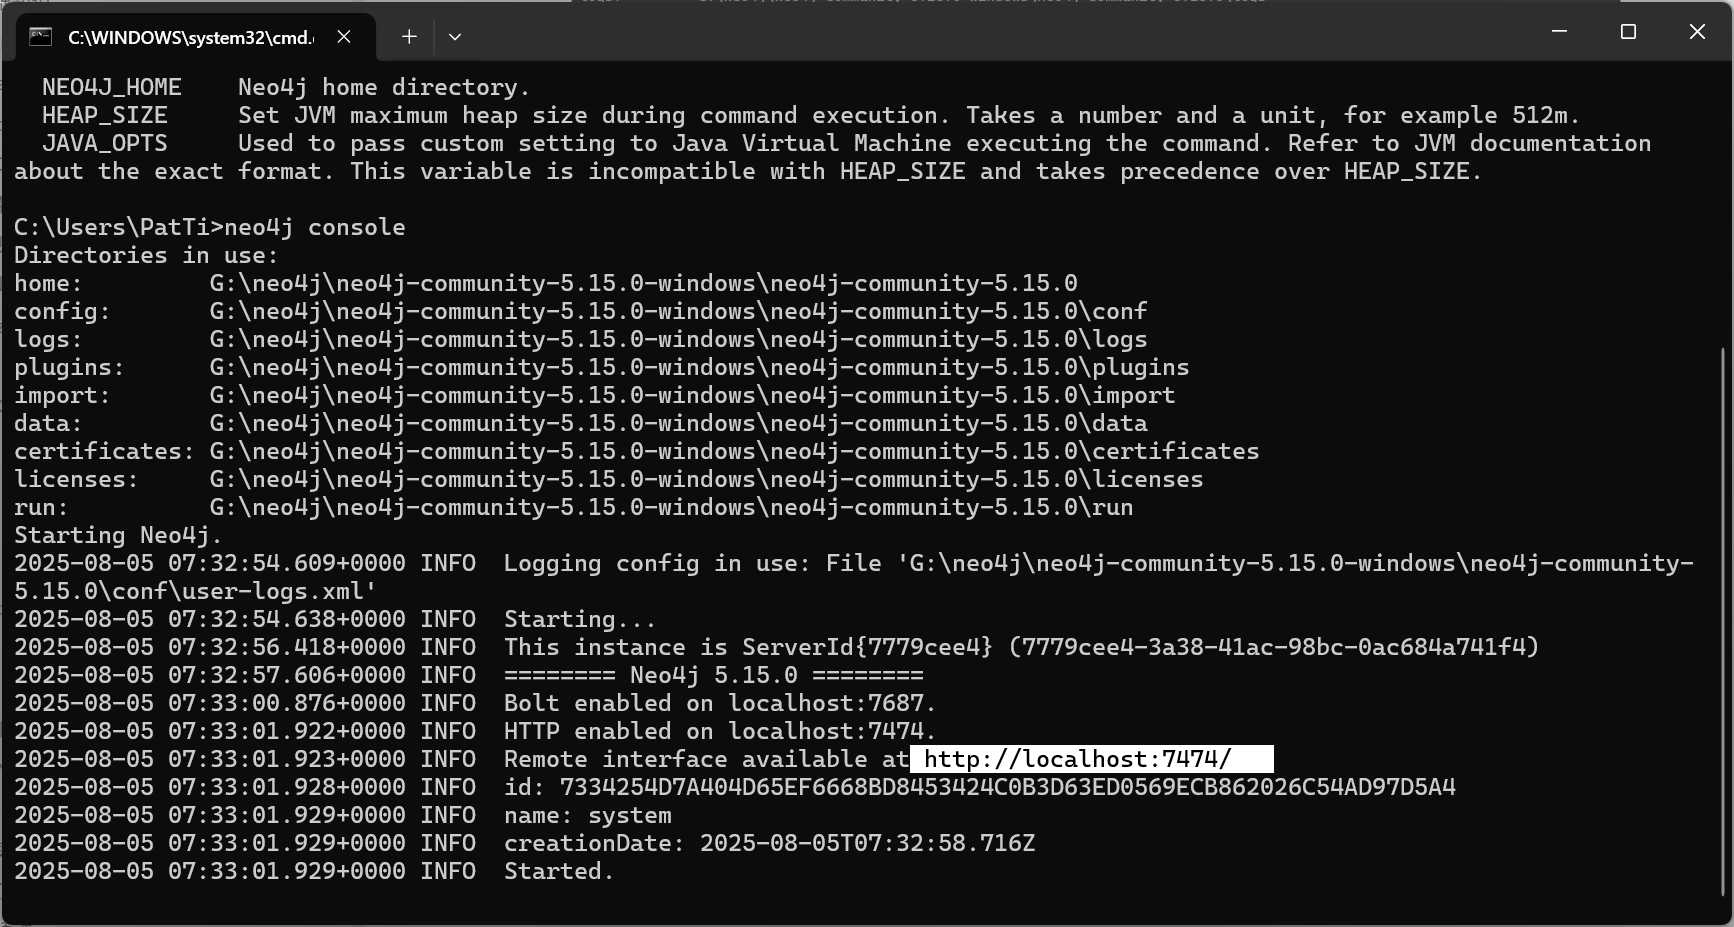 C:\WINDOWS\system32\cmd.
NEO4J_HOME    Neo4j home directory.
HEAP_SIZE     Set JVM maximum heap size during command execution. Takes a number and a unit, for example 512m.
JAVA_OPTS     Used to pass custom setting to Java Virtual Machine executing the command. Refer to JVM documentation
about the exact format. This variable is incompatible with HEAP_SIZE and takes precedence over HEAP_SIZE.
C:\Users\PatTi>neo4j console
Directories in use:
home:         G:\neo4j\neo4j-community-5.15.0-windows\neo4j-community-5.15.0
config:       G:\neo4j\neo4j-community-5.15.0-windows\neo4j-community-5.15.0\conf
logs:         G:\neo4j\neo4j-community-5.15.0-windows\neo4j-community-5.15.0\logs
plugins:      G:\neo4j\neo4j-community-5.15.0-windows\neo4j-community-5.15.0\plugins
import:       G:\neo4j\neo4j-community-5.15.0-windows\neo4j-community-5.15.0\import
data:         G:\neo4j\neo4j-community-5.15.0-windows\neo4j-community-5.15.0\data
certificates: G:\neo4j\neo4j-community-5.15.0-windows\neo4j-community-5.15.0\certificates
licenses:     G:\neo4j\neo4j-community-5.15.0-windows\neo4j-community-5.15.0\licenses
run:          G:\neo4j\neo4j-community-5.15.0-windows\neo4j-community-5.15.0\run
Starting Neo4j.
2025-08-05 07:32:54.609+0000 INFO  Logging config in use: File 'G:\neo4j\neo4j-community-5.15.0-windows\neo4j-community-
5.15.0\conf\user-logs.xml'
2025-08-05 07:32:54.638+0000 INFO  Starting...
2025-08-05 07:32:56.418+0000 INFO  This instance is ServerId{7779cee4} (7779cee4-3a38-41ac-98bc-0ac684a741f4)
2025-08-05 07:32:57.606+0000 INFO  ======== Neo4j 5.15.0 ========
2025-08-05 07:33:00.876+0000 INFO  Bolt enabled on localhost:7687.
2025-08-05 07:33:01.922+0000 INFO  HTTP enabled on localhost:7474.
2025-08-05 07:33:01.923+0000 INFO  Remote interface available at http://localhost:7474/
2025-08-05 07:33:01.928+0000 INFO  id: 7334254D7A404D65EF6668BD8453424C0B3D63ED0569ECB862026C54AD97D5A4
2025-08-05 07:33:01.929+0000 INFO  name: system
2025-08-05 07:33:01.929+0000 INFO  creationDate: 2025-08-05T07:32:58.716Z
2025-08-05 07:33:01.929+0000 INFO  Started.